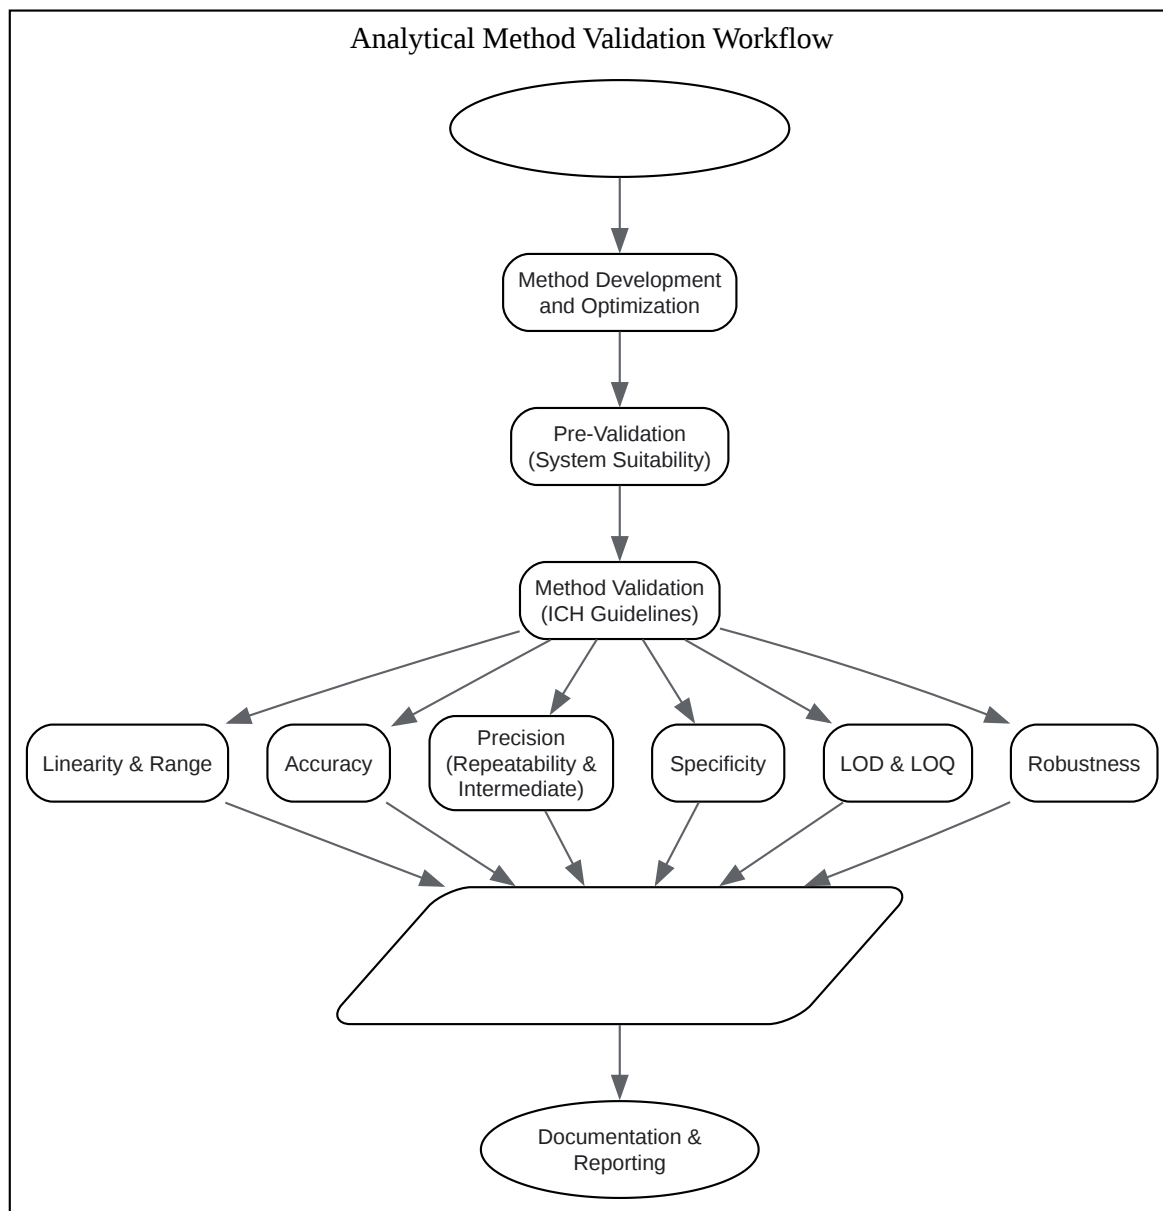 Analytical Method Validation Workflow
Method Development
and Optimization
Pre-Validation
(System Suitability)
Method Validation
(ICH Guidelines)
Linearity & Range
Accuracy
Precision
(Repeatability &
Intermediate)
Specificity
LOD & LOQ
Robustness
Documentation &
Reporting